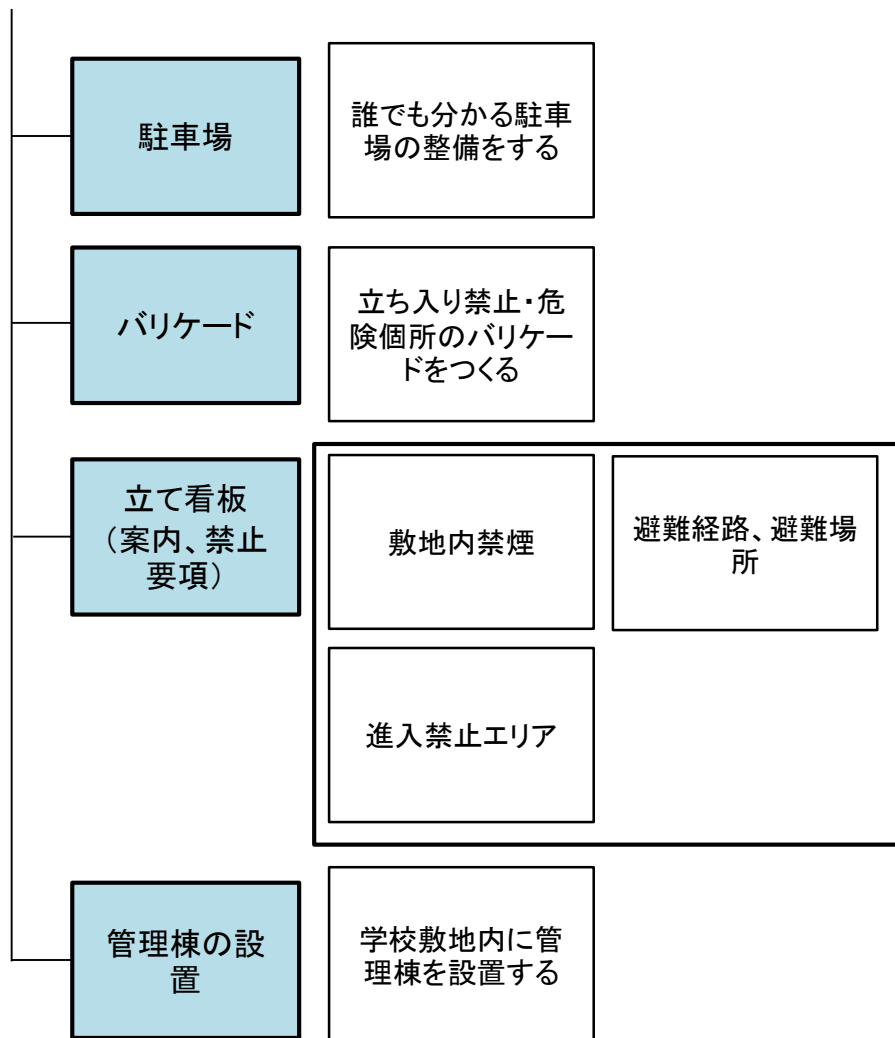 駐車場
誰でも分かる駐車
場の整備をする
バリケード
立ち入り禁止・危
険個所のバリケー
ドをつくる
立て看板
（案内、禁止
要項）
敷地内禁煙
避難経路、避難場
所
進入禁止エリア
管理棟の設
置
学校敷地内に管
理棟を設置する